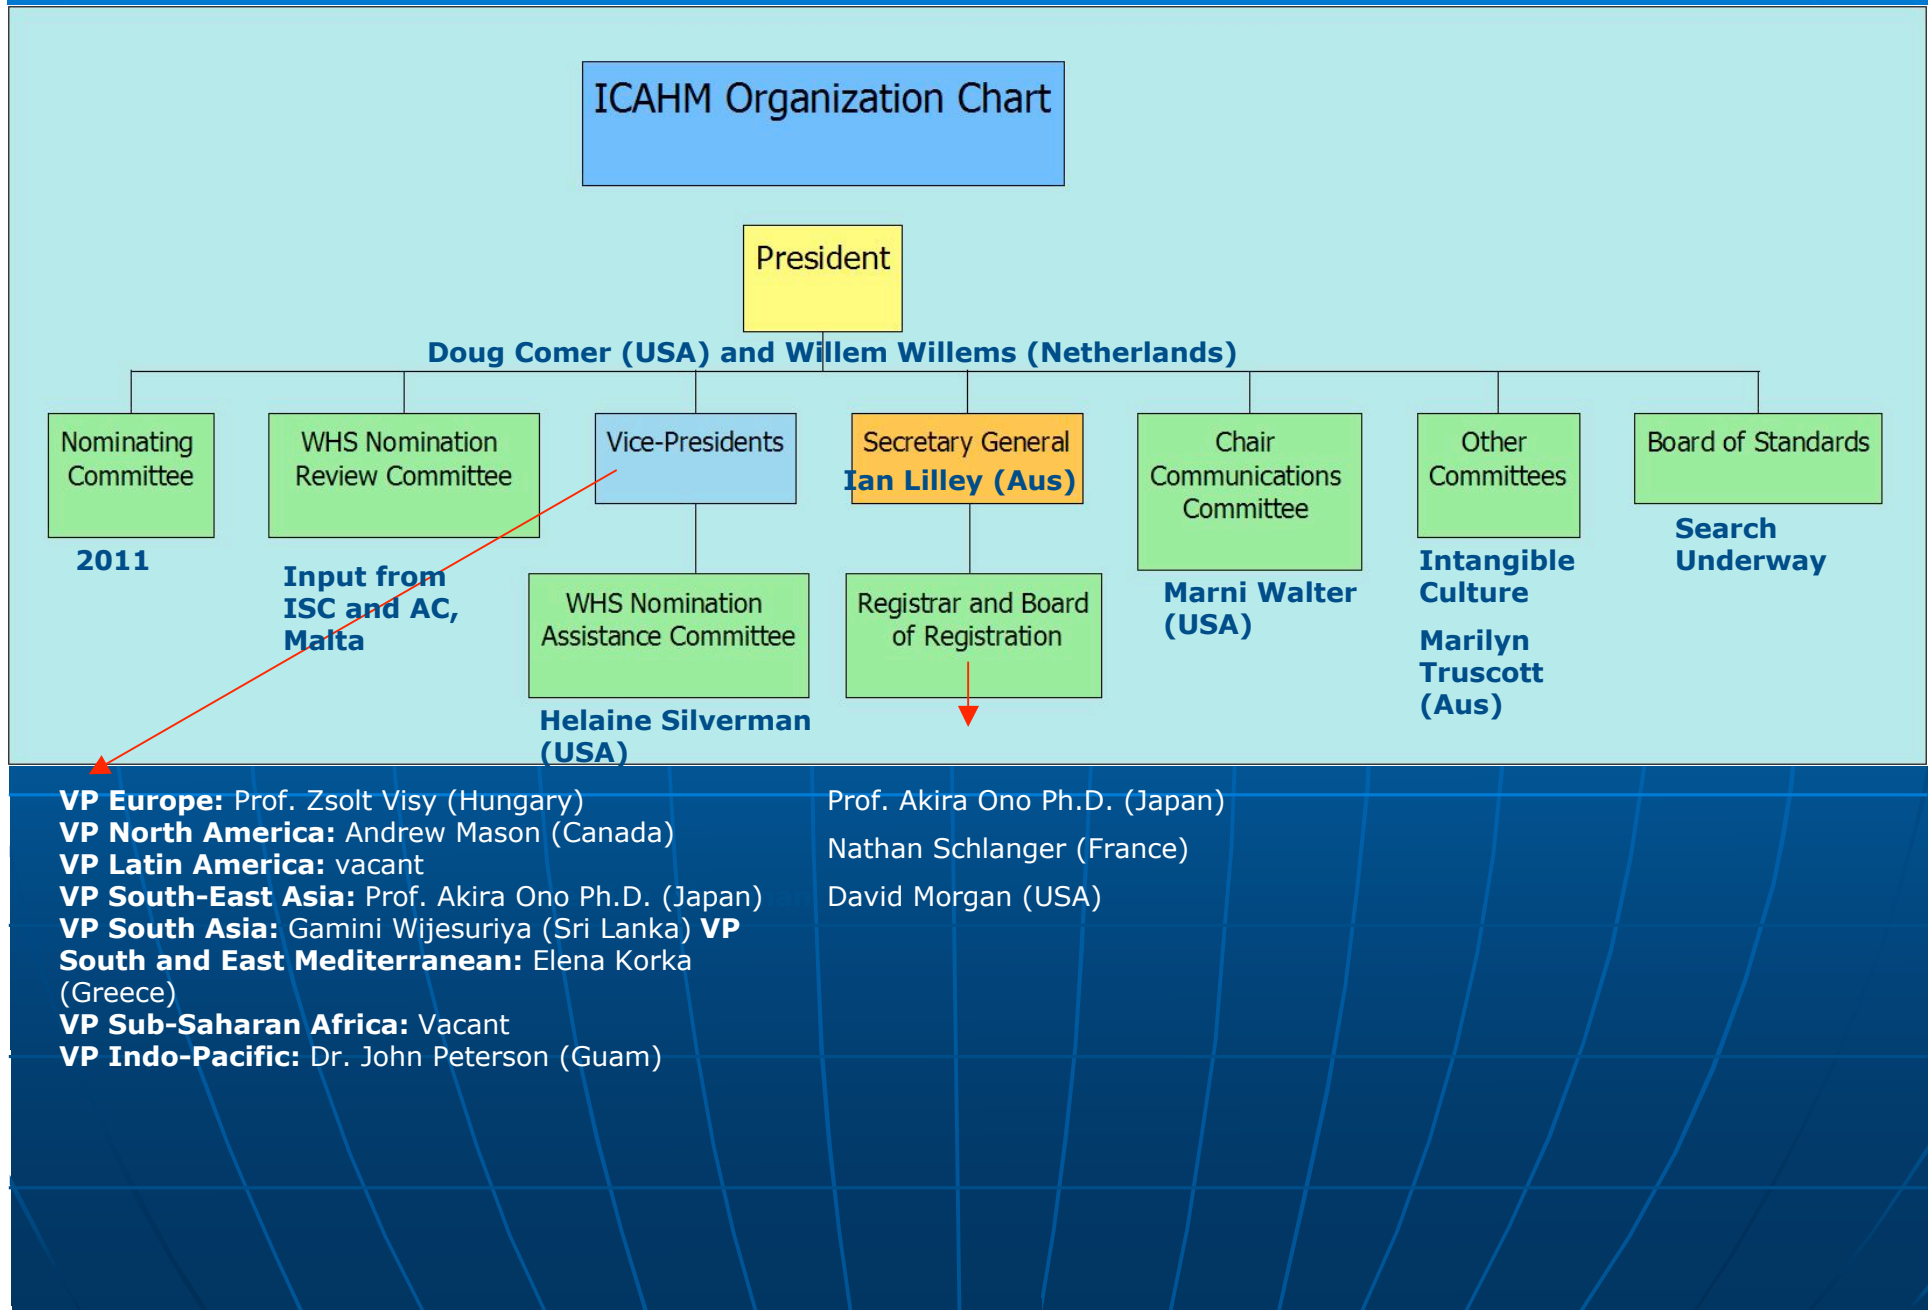 ICAHM Organization Chart
President
Doug Comer (USA) and Willem Willems (Netherlands)
Nominating
Committee
2011
WHS Nomination
Review Committee
Input from
ISC and AC,
Malta
Vice-Presidents
WHS Nomination
Assistance Committee
Helaine Silverman
(USA)
Secretary General
Ian Lilley (Aus)
Registrar and Board
of Registration
Chair
Communications
Committee
Marni Walter
(USA)
Other
Committees
Intangible
Culture
Marilyn
Truscott
(Aus)
Board of Standards
Search
Underway
VP Europe: Prof. Zsolt Visy (Hungary)
VP North America: Andrew Mason (Canada)
VP Latin America: vacant
VP South-East Asia: Prof. Akira Ono Ph.D. (Japan)
VP South Asia: Gamini Wijesuriya (Sri Lanka) VP
South and East Mediterranean: Elena Korka
(Greece)
VP Sub-Saharan Africa: Vacant
VP Indo-Pacific: Dr. John Peterson (Guam)
Prof. Akira Ono Ph.D. (Japan)
Nathan Schlanger (France)
David Morgan (USA)